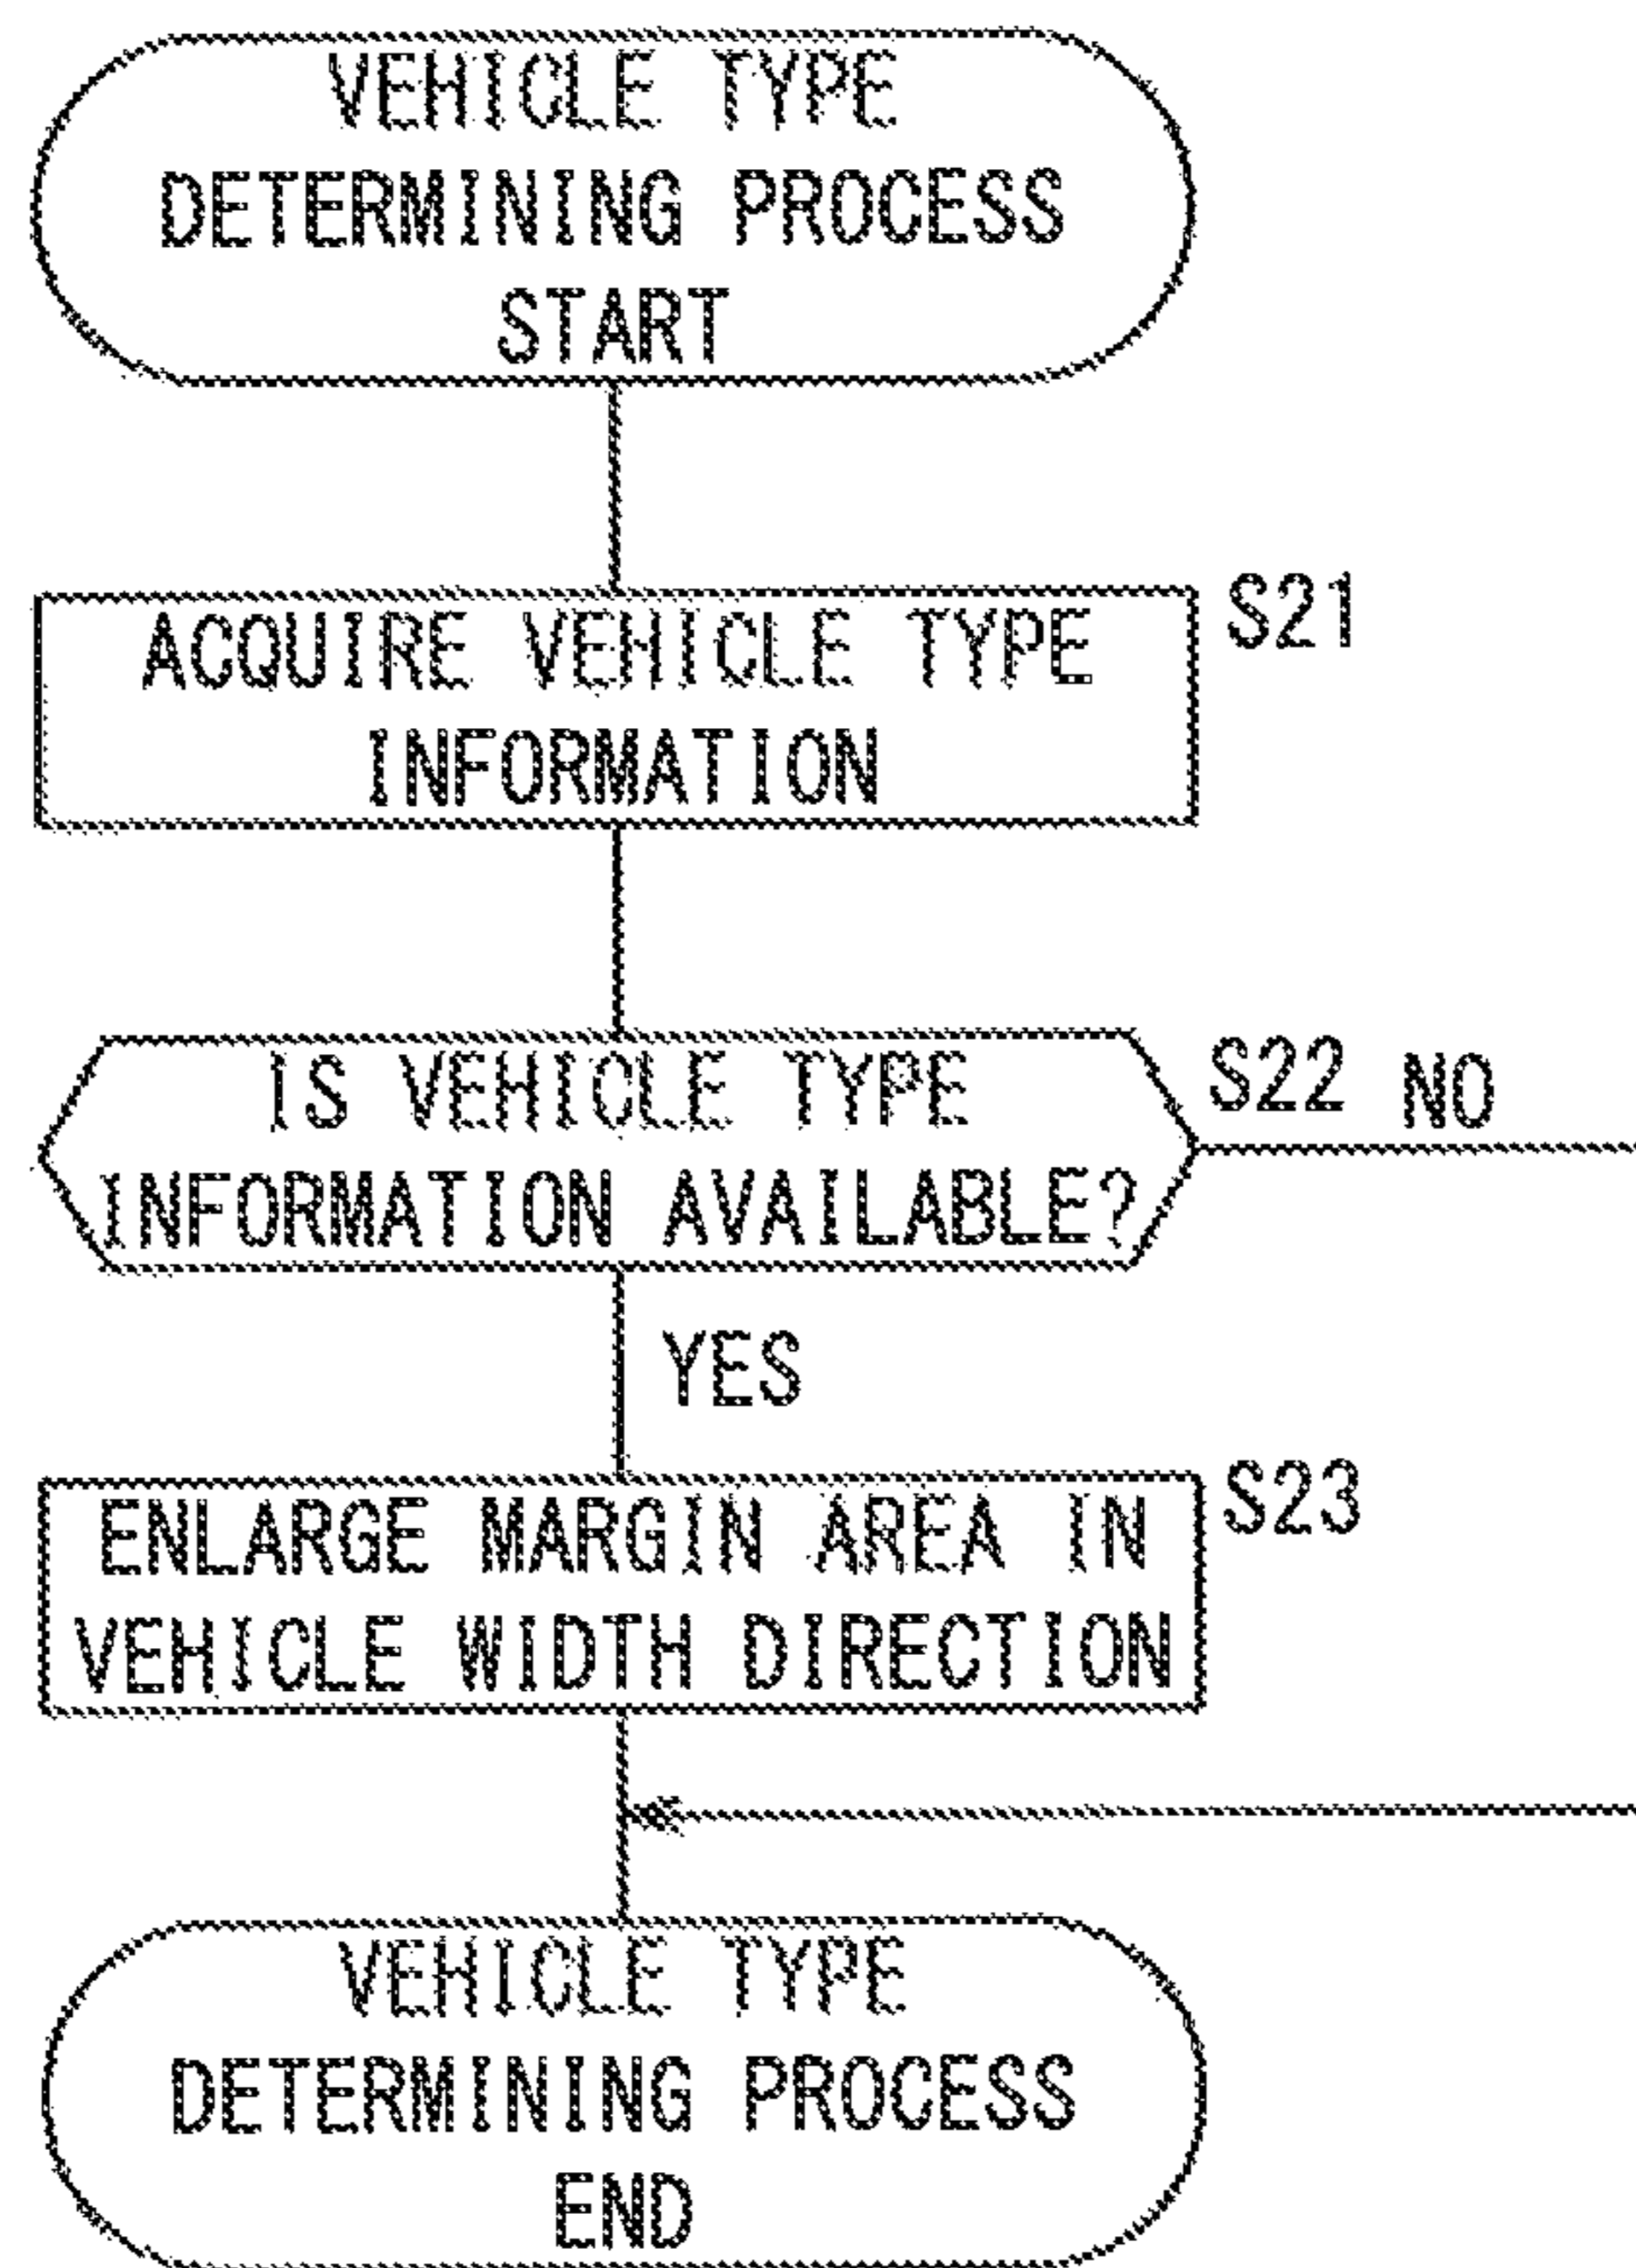 VEHICLE TYPE
DETERMINING PROCESS
START
ACQUIRE VEHICLE TYPE
INFORMATION
S21
IS VEHICLE TYPE
INFORMATION AVAILABLE?
S22 NO
YES
ENLARGE MARGIN AREA IN
VEHICLE WIDTH DIRECTION
S23
VEHICLE TYPE
DETERMINING PROCESS
END